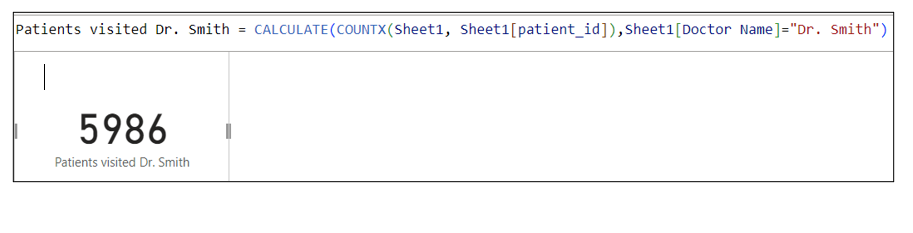 Patients visited Dr. Smith = CALCULATE(COUNTX(Sheet1, Sheet1[patient_id]),Sheet1[Doctor Name]="Dr. Smith")
5986
Patients visited Dr. Smith